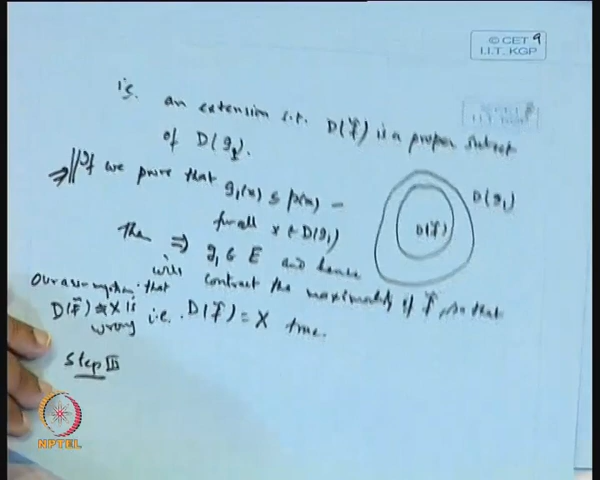 © CET 9
I.I.T. KGP
i.e. an extension s.t. D(f̃) is a proper subset
of D(g₁).
⇒ If we prove that g₁(x) ≤ p(x) –
for all x ∈ D(g₁)
D(g₁)
D(f̃)
then ⇒ g₁ ∈ E and hence
will contract the maximality of f̃, so that
Our assumption that
D(f̃) ≠ X is
wrong i.e. D(f̃) = X true.
Step III
NPTEL